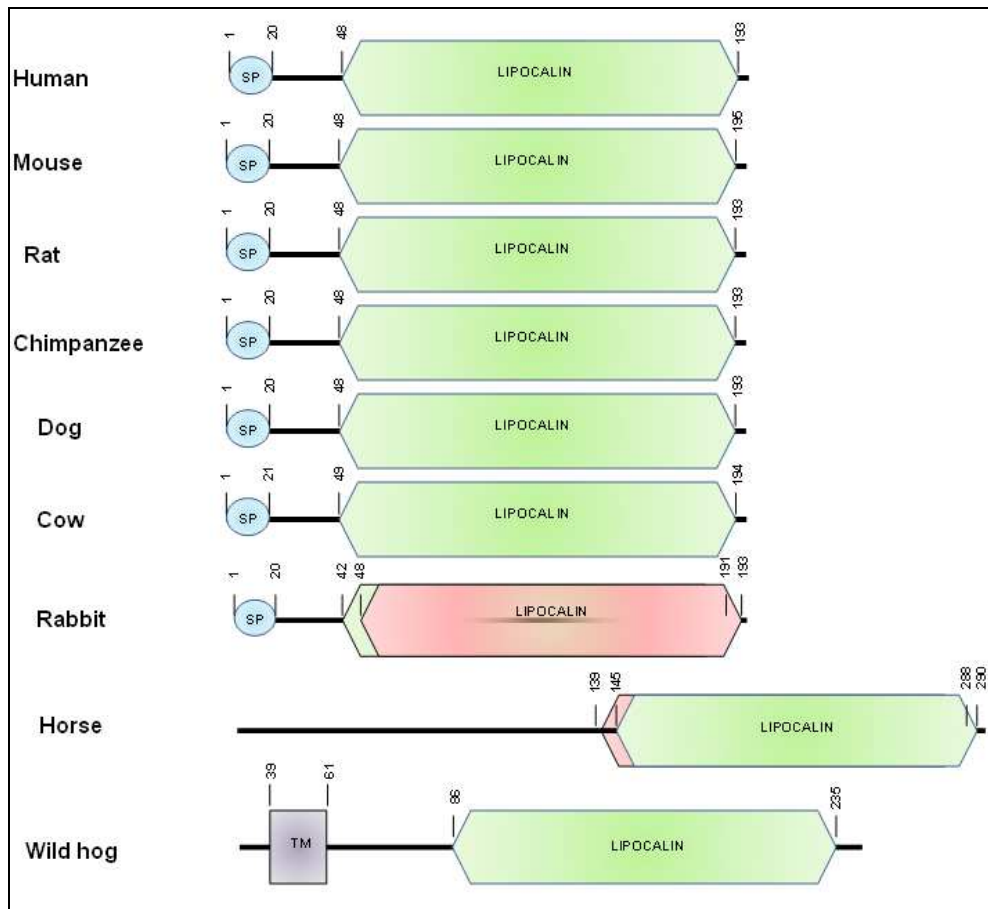 1 20 48 193
Human SP LIPOCALIN
1 20 48 195
Mouse SP LIPOCALIN
1 20 48 193
Rat SP LIPOCALIN
1 20 48 193
Chimpanzee SP LIPOCALIN
1 20 48 193
Dog SP LIPOCALIN
1 21 49 194
Cow SP LIPOCALIN
1 20 42 48 191 193
Rabbit SP LIPOCALIN
139 145 288 290
Horse LIPOCALIN
39 61 86 235
Wild hog TM LIPOCALIN